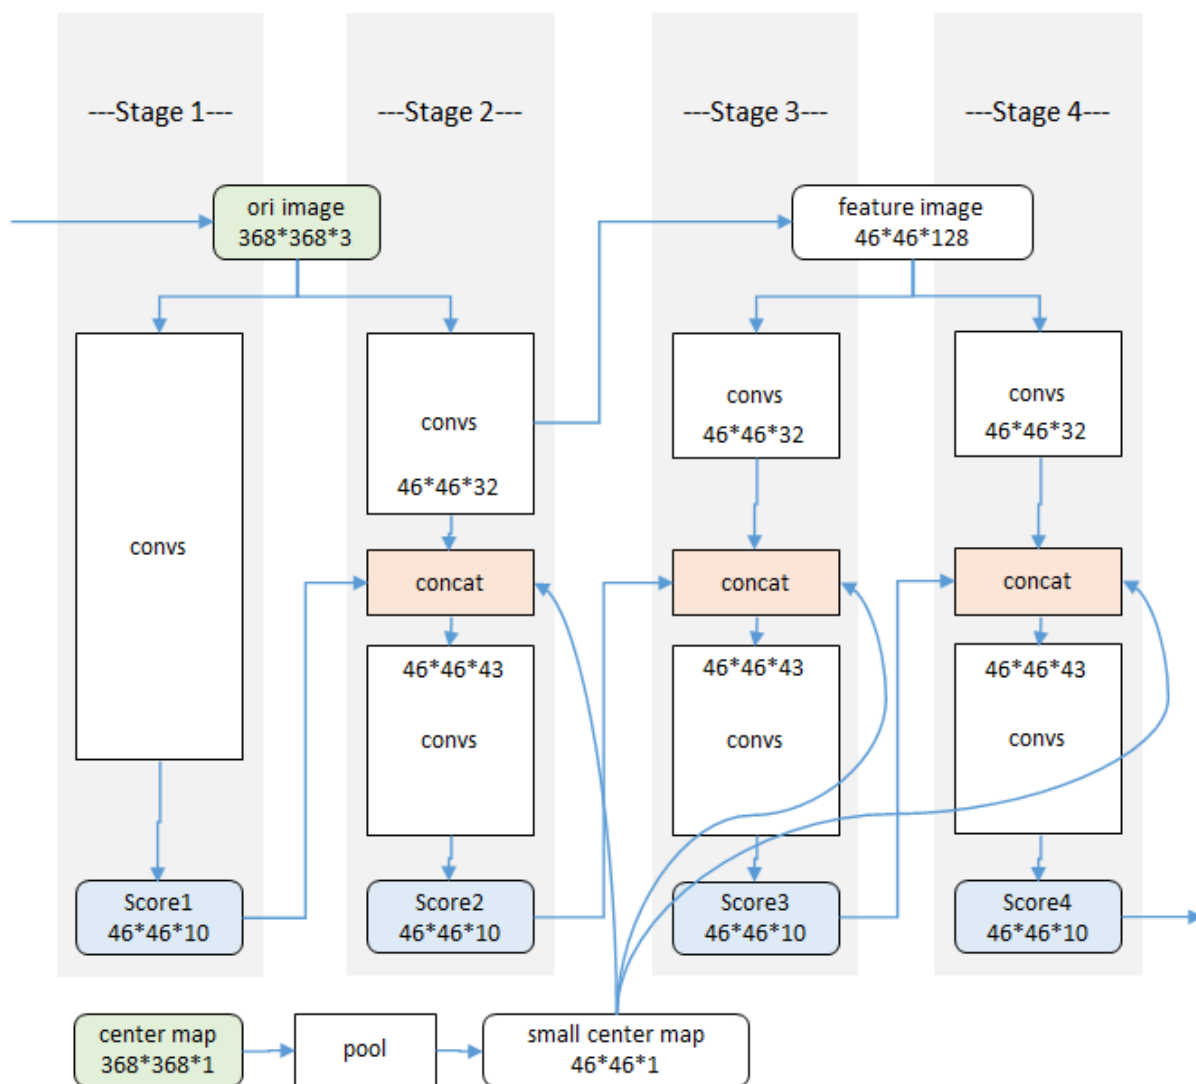 ---Stage 1---
---Stage 2---
---Stage 3---
---Stage 4---
ori image
368*368*3
feature image
46*46*128
convs
convs
46*46*32
convs
46*46*32
convs
46*46*32
concat
concat
concat
46*46*43
convs
46*46*43
convs
46*46*43
convs
Score1
46*46*10
Score2
46*46*10
Score3
46*46*10
Score4
46*46*10
center map
368*368*1
pool
small center map
46*46*1